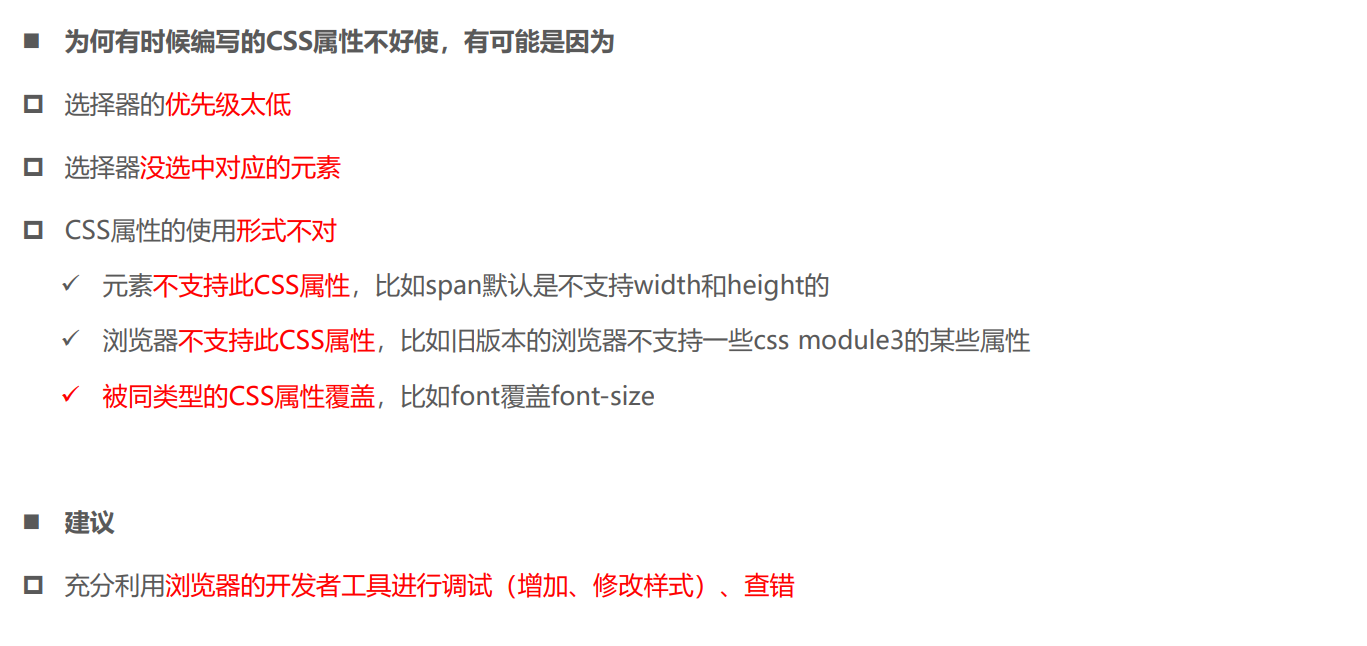 为何有时候编写的CSS属性不好使，有可能是因为
选择器的优先级太低
选择器没选中对应的元素
CSS属性的使用形式不对
元素不支持此CSS属性，比如span默认是不支持width和height的
浏览器不支持此CSS属性，比如旧版本的浏览器不支持一些css module3的某些属性
被同类型的CSS属性覆盖，比如font覆盖font-size
建议
充分利用浏览器的开发者工具进行调试（增加、修改样式）、查错